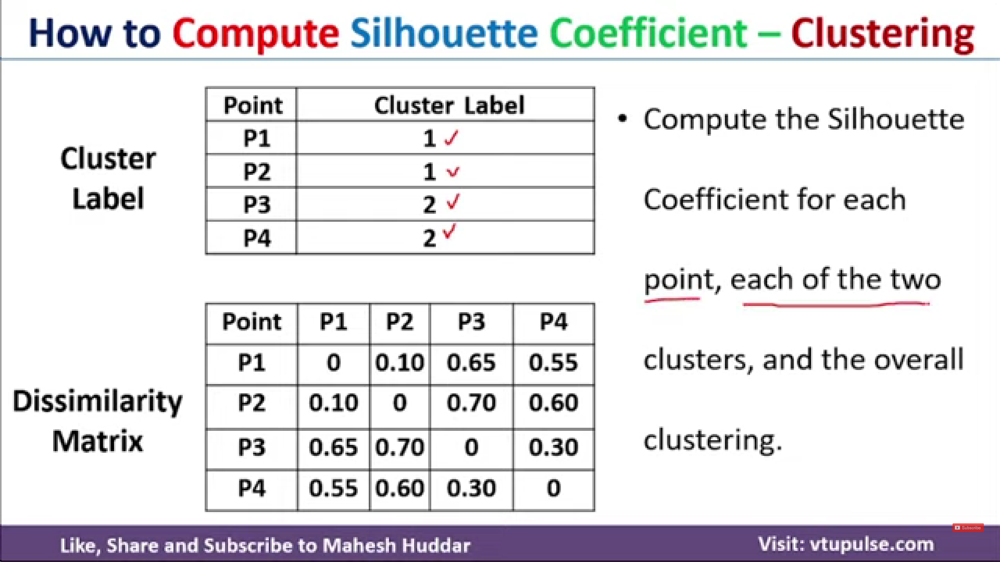 How to Compute Silhouette Coefficient – Clustering
Cluster
Label
Point Cluster Label
P1 1
P2 1
P3 2
P4 2
• Compute the Silhouette
Coefficient for each
point, each of the two
clusters, and the overall
clustering.
Dissimilarity
Matrix
Point P1 P2 P3 P4
P1 0 0.10 0.65 0.55
P2 0.10 0 0.70 0.60
P3 0.65 0.70 0 0.30
P4 0.55 0.60 0.30 0
Subscribe
Like, Share and Subscribe to Mahesh Huddar
Visit: vtupulse.com